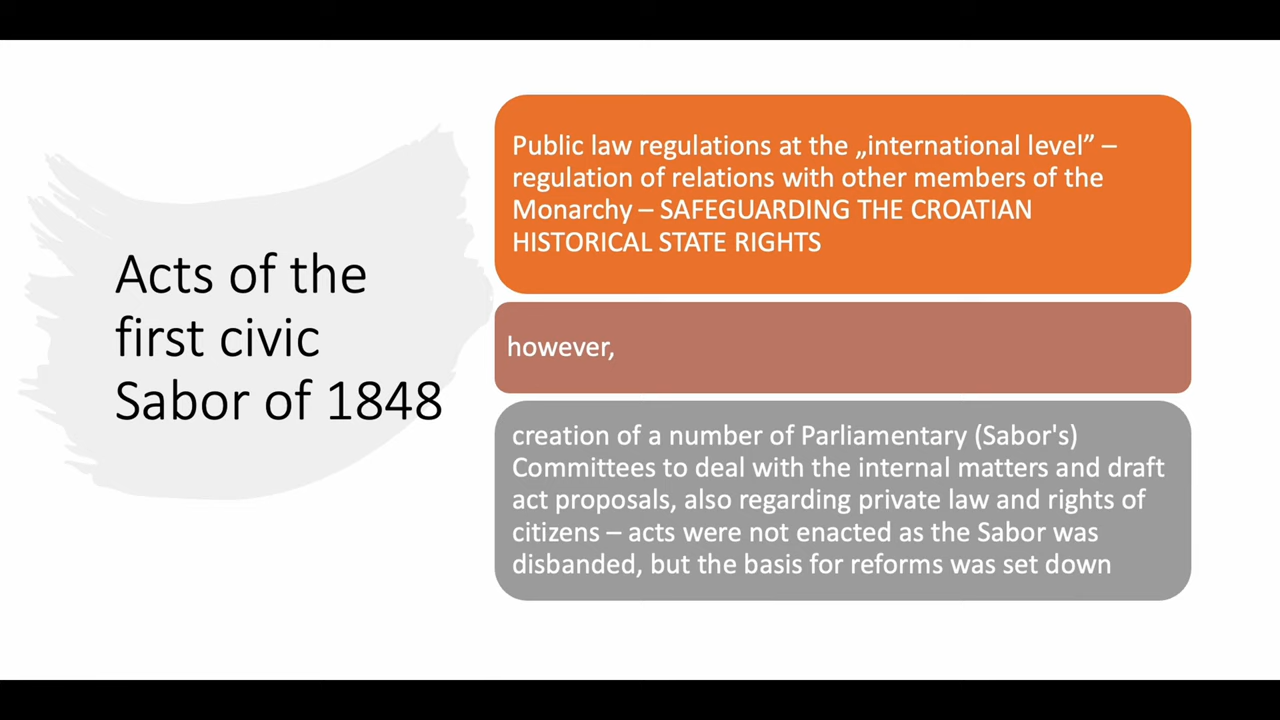 Acts of the
first civic
Sabor of 1848
Public law regulations at the „international level” –
regulation of relations with other members of the
Monarchy – SAFEGUARDING THE CROATIAN
HISTORICAL STATE RIGHTS
however,
creation of a number of Parliamentary (Sabor's)
Committees to deal with the internal matters and draft
act proposals, also regarding private law and rights of
citizens – acts were not enacted as the Sabor was
disbanded, but the basis for reforms was set down